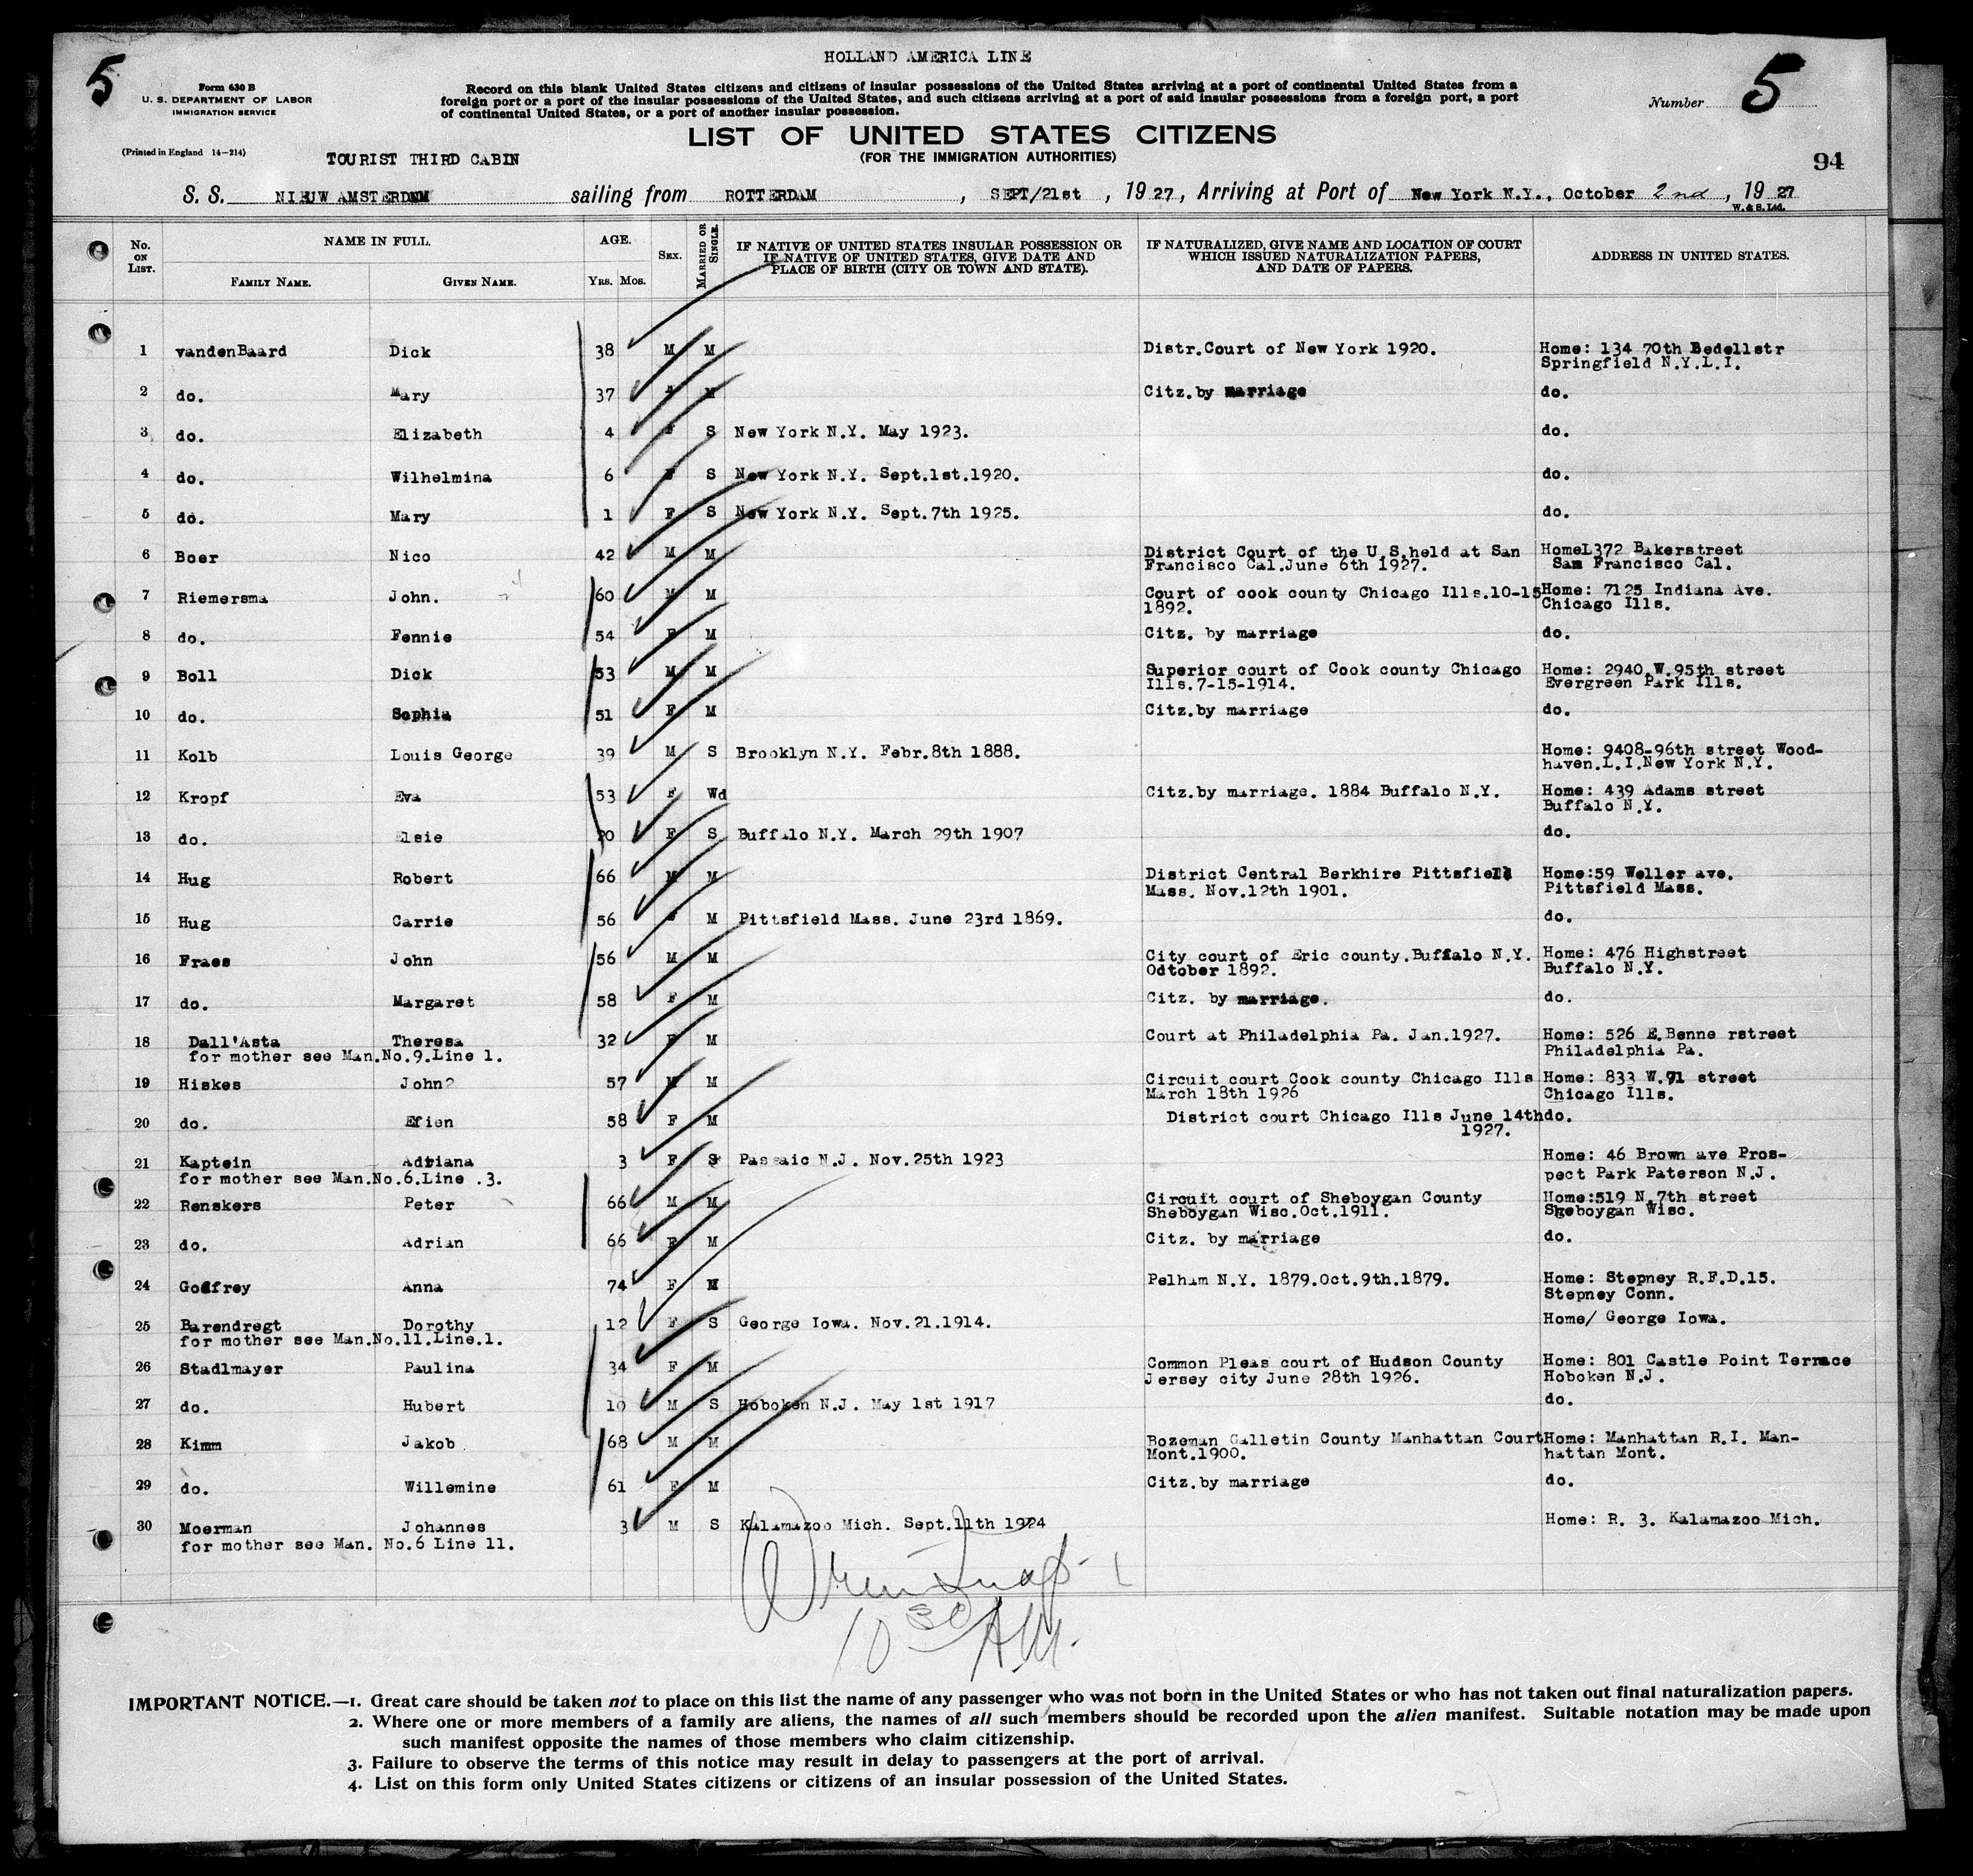 HOLLAND AMERICA LINE
5
Form 630 B
U. S. DEPARTMENT OF LABOR
IMMIGRATION SERVICE
(Printed in England 14-214)
Record on this blank United States citizens and citizens of insular possessions of the United States arriving at a port of continental United States from a
foreign port or a port of the insular possessions of the United States, and such citizens arriving at a port of said insular possessions from a foreign port, a port
of continental United States, or a port of another insular possession.
Number 5
LIST OF UNITED STATES CITIZENS
(FOR THE IMMIGRATION AUTHORITIES)
TOURIST THIRD CABIN
94
S. S. NIEUW AMSTERDAM sailing from ROTTERDAM , SEPT/21st , 1927, Arriving at Port of New York N.Y., October 2nd , 1927
W. & S. Ltd.
No. ON LIST. NAME IN FULL. FAMILY NAME. GIVEN NAME. AGE. YRS. MOS. SEX. MARRIED OR SINGLE. IF NATIVE OF UNITED STATES INSULAR POSSESSION OR IF NATIVE OF UNITED STATES, GIVE DATE AND PLACE OF BIRTH (CITY OR TOWN AND STATE). IF NATURALIZED, GIVE NAME AND LOCATION OF COURT WHICH ISSUED NATURALIZATION PAPERS, AND DATE OF PAPERS. ADDRESS IN UNITED STATES.
1 vandenBaard Dick 38 M M Distr.Court of New York 1920. Home: 134 70th Bedellstr
Springfield N.Y.L.I.
2 do. Mary 37 M Citz.by marriage do.
3 do. Elizabeth 4 F S New York N.Y. May 1923. do.
4 do. Wilhelmina 6 F S New York N.Y. Sept.1st.1920. do.
5 do. Mary 1 F S New York N.Y. Sept.7th 1925. do.
6 Boer Nico 42 M M District Court of the U.S.held at San HomeL372 Bakerstreet
Francisco Cal.June 6th 1927. San Francisco Cal.
7 Riemersma John. 60 M M Court of cook county Chicago Ills.10-15 Home: 7125 Indiana Ave.
1892. Chicago Ills.
8 do. Fennie 54 F M Citz. by marriage do.
9 Boll Dick 53 M M Superior court of Cook county Chicago Home: 2940 W.95th street
Ills.7-15-1914. Evergreen Park Ills.
10 do. Sophia 51 F M Citz.by marriage do.
11 Kolb Louis George 39 M S Brooklyn N.Y. Febr.8th 1888. Home: 9408-96th street Wood-
haven.L.I.New York N.Y.
12 Kropf Eva 53 F Wd Citz.by marriage. 1884 Buffalo N.Y. Home: 439 Adams street
Buffalo N.Y.
13 do. Elsie 20 F S Buffalo N.Y. March 29th 1907 do.
14 Hug Robert 66 M M District Central Berkhire Pittsfield Home:59 Weller ave.
Mass. Nov.12th 1901. Pittsfield Mass.
15 Hug Carrie 56 F M Pittsfield Mass. June 23rd 1869. do.
16 Fraes John 56 M M City court of Eric county.Buffalo N.Y. Home: 476 Highstreet
Odtober 1892. Buffalo N.Y.
17 do. Margaret 58 F M Citz. by marriage. do.
18 Dall'Asta Theresa 32 F M Court at Philadelphia Pa. Jan.1927. Home: 526 E.Benne rstreet
for mother see Man.No.9.Line 1. Philadelphia Pa.
19 Hiskes John? 57 M M Circuit court Cook county Chicago Ills Home: 833 W.91 street
March 18th 1926 Chicago Ills.
20 do. Efien 58 F M District court Chicago Ills June 14th do.
1927.
21 Kaptein Adriana 3 F S Passaic N.J. Nov.25th 1923 Home: 46 Brown ave Pros-
for mother see Man.No.6.Line .3. pect Park Paterson N.J.
22 Renskers Peter 66 M M Circuit court of Sheboygan County Home:519 N.7th street
Sheboygan Wisc.Oct.1911. Sheboygan Wisc.
23 do. Adrian 66 F M Citz. by marriage do.
24 Godfrey Anna 74 F M Pelham N.Y. 1879.Oct.9th.1879. Home: Stepney R.F.D.15.
Stepney Conn.
25 Barendregt Dorothy 12 F S George Iowa. Nov.21.1914. Home/ George Iowa.
for mother see Man.No.11.Line.1.
26 Stadlmayer Paulina 34 F M Common Pleas court of Hudson County Home: 801 Castle Point Terrace
Jersey city June 28th 1926. Hoboken N.J.
27 do. Hubert 10 M S Hoboken N.J. May 1st 1917 do.
28 Kimm Jakob 68 M M Bozeman Galletin County Manhattan Court Home: Manhattan R.I. Man-
Mont.1900. hattan Mont.
29 do. Willemine 61 F M Citz.by marriage do.
30 Moerman Johannes 3 M S Kalamazoo Mich. Sept.11th 1924 Home: R. 3. Kalamazoo Mich.
for mother see Man. No.6 Line 11.
10 30 AM.
IMPORTANT NOTICE.—1. Great care should be taken not to place on this list the name of any passenger who was not born in the United States or who has not taken out final naturalization papers.
2. Where one or more members of a family are aliens, the names of all such members should be recorded upon the alien manifest. Suitable notation may be made upon
such manifest opposite the names of those members who claim citizenship.
3. Failure to observe the terms of this notice may result in delay to passengers at the port of arrival.
4. List on this form only United States citizens or citizens of an insular possession of the United States.